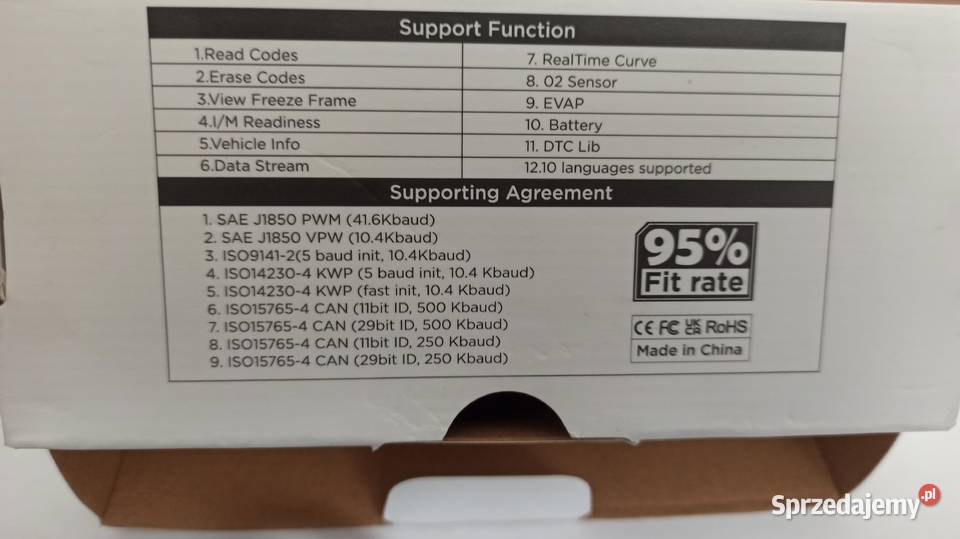 Support Function
1.Read Codes
2.Erase Codes
3.View Freeze Frame
4.I/M Readiness
5.Vehicle Info
6.Data Stream
7. RealTime Curve
8. O2 Sensor
9. EVAP
10. Battery
11. DTC Lib
12.10 languages supported
Supporting Agreement
1. SAE J1850 PWM (41.6Kbaud)
2. SAE J1850 VPW (10.4Kbaud)
3. ISO9141-2(5 baud init, 10.4Kbaud)
4. ISO14230-4 KWP (5 baud init, 10.4 Kbaud)
5. ISO14230-4 KWP (fast init, 10.4 Kbaud)
6. ISO15765-4 CAN (11bit ID, 500 Kbaud)
7. ISO15765-4 CAN (29bit ID, 500 Kbaud)
8. ISO15765-4 CAN (11bit ID, 250 Kbaud)
9. ISO15765-4 CAN (29bit ID, 250 Kbaud)
95%
Fit rate
CE FC UK CA RoHS
Made in China
Sprzedajemy.pl